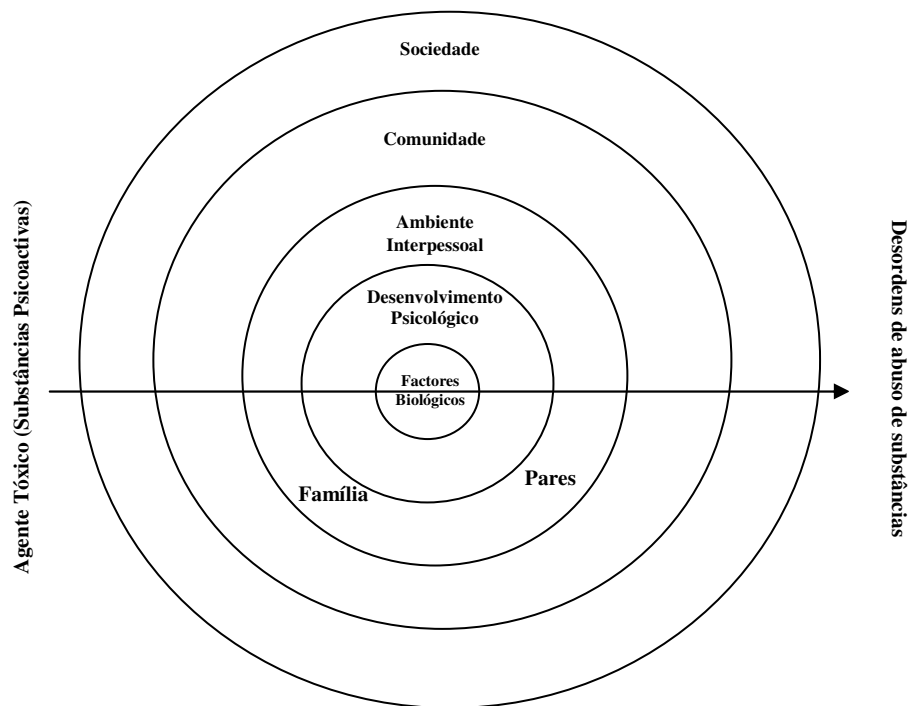 Sociedade
Comunidade
Ambiente
Interpessoal
Desenvolvimento
Psicológico
Factores
Biológicos
Família
Pares
Agente Tóxico (Substâncias Psicoactivas)
Desordens de abuso de substâncias